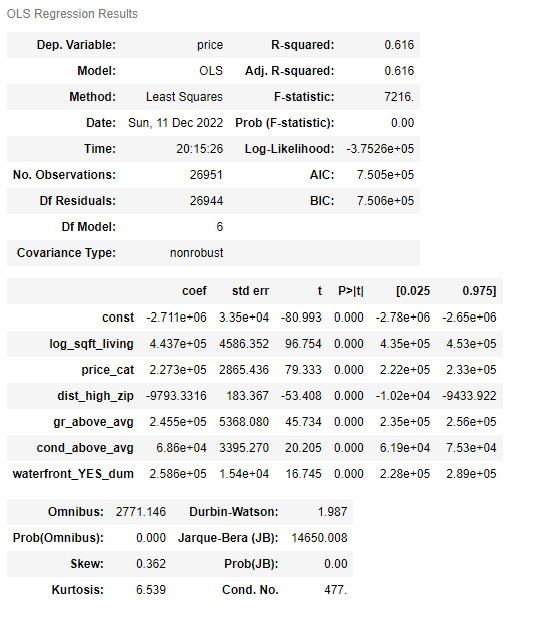 OLS Regression Results
Dep. Variable: price R-squared: 0.616
Model: OLS Adj. R-squared: 0.616
Method: Least Squares F-statistic: 7216.
Date: Sun, 11 Dec 2022 Prob (F-statistic): 0.00
Time: 20:15:26 Log-Likelihood: -3.7526e+05
No. Observations: 26951 AIC: 7.505e+05
Df Residuals: 26944 BIC: 7.506e+05
Df Model: 6
Covariance Type: nonrobust
coef std err t P>|t| [0.025 0.975]
const -2.711e+06 3.35e+04 -80.993 0.000 -2.78e+06 -2.65e+06
log_sqft_living 4.437e+05 4586.352 96.754 0.000 4.35e+05 4.53e+05
price_cat 2.273e+05 2865.436 79.333 0.000 2.22e+05 2.33e+05
dist_high_zip -9793.3316 183.367 -53.408 0.000 -1.02e+04 -9433.922
gr_above_avg 2.455e+05 5368.080 45.734 0.000 2.35e+05 2.56e+05
cond_above_avg 6.86e+04 3395.270 20.205 0.000 6.19e+04 7.53e+04
waterfront_YES_dum 2.586e+05 1.54e+04 16.745 0.000 2.28e+05 2.89e+05
Omnibus: 2771.146 Durbin-Watson: 1.987
Prob(Omnibus): 0.000 Jarque-Bera (JB): 14650.008
Skew: 0.362 Prob(JB): 0.00
Kurtosis: 6.539 Cond. No. 477.